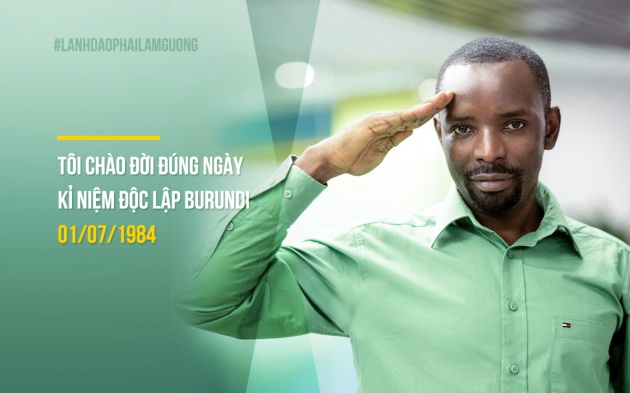 #LANHDAOPHAILAMGUONG
TÔI CHÀO ĐỜI ĐÚNG NGÀY
KỈ NIỆM ĐỘC LẬP BURUNDI
01/07/1984